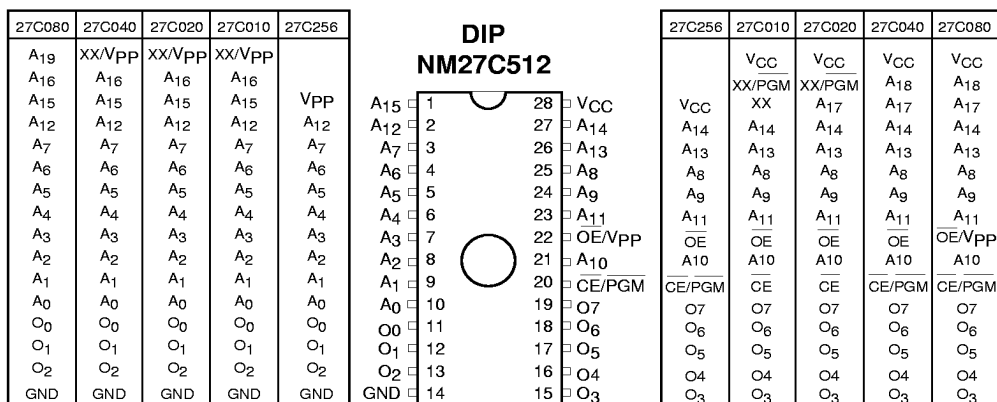 27C080 27C040 27C020 27C010 27C256
A19 XX/VPP XX/VPP XX/VPP
A16 A16 A16 A16
A15 A15 A15 A15 VPP
A12 A12 A12 A12 A12
A7 A7 A7 A7 A7
A6 A6 A6 A6 A6
A5 A5 A5 A5 A5
A4 A4 A4 A4 A4
A3 A3 A3 A3 A3
A2 A2 A2 A2 A2
A1 A1 A1 A1 A1
A0 A0 A0 A0 A0
O0 O0 O0 O0 O0
O1 O1 O1 O1 O1
O2 O2 O2 O2 O2
GND GND GND GND GND
DIP
NM27C512
A15 1 28 VCC
A12 2 27 A14
A7 3 26 A13
A6 4 25 A8
A5 5 24 A9
A4 6 23 A11
A3 7 22 OE/VPP
A2 8 21 A10
A1 9 20 CE/PGM
A0 10 19 O7
O0 11 18 O6
O1 12 17 O5
O2 13 16 O4
GND 14 15 O3
27C256 27C010 27C020 27C040 27C080
VCC VCC VCC VCC
XX/PGM XX/PGM A18 A18
VCC XX A17 A17 A17
A14 A14 A14 A14 A14
A13 A13 A13 A13 A13
A8 A8 A8 A8 A8
A9 A9 A9 A9 A9
A11 A11 A11 A11 A11
OE OE OE OE OE/VPP
A10 A10 A10 A10 A10
CE/PGM CE CE CE/PGM CE/PGM
O7 O7 O7 O7 O7
O6 O6 O6 O6 O6
O5 O5 O5 O5 O5
O4 O4 O4 O4 O4
O3 O3 O3 O3 O3